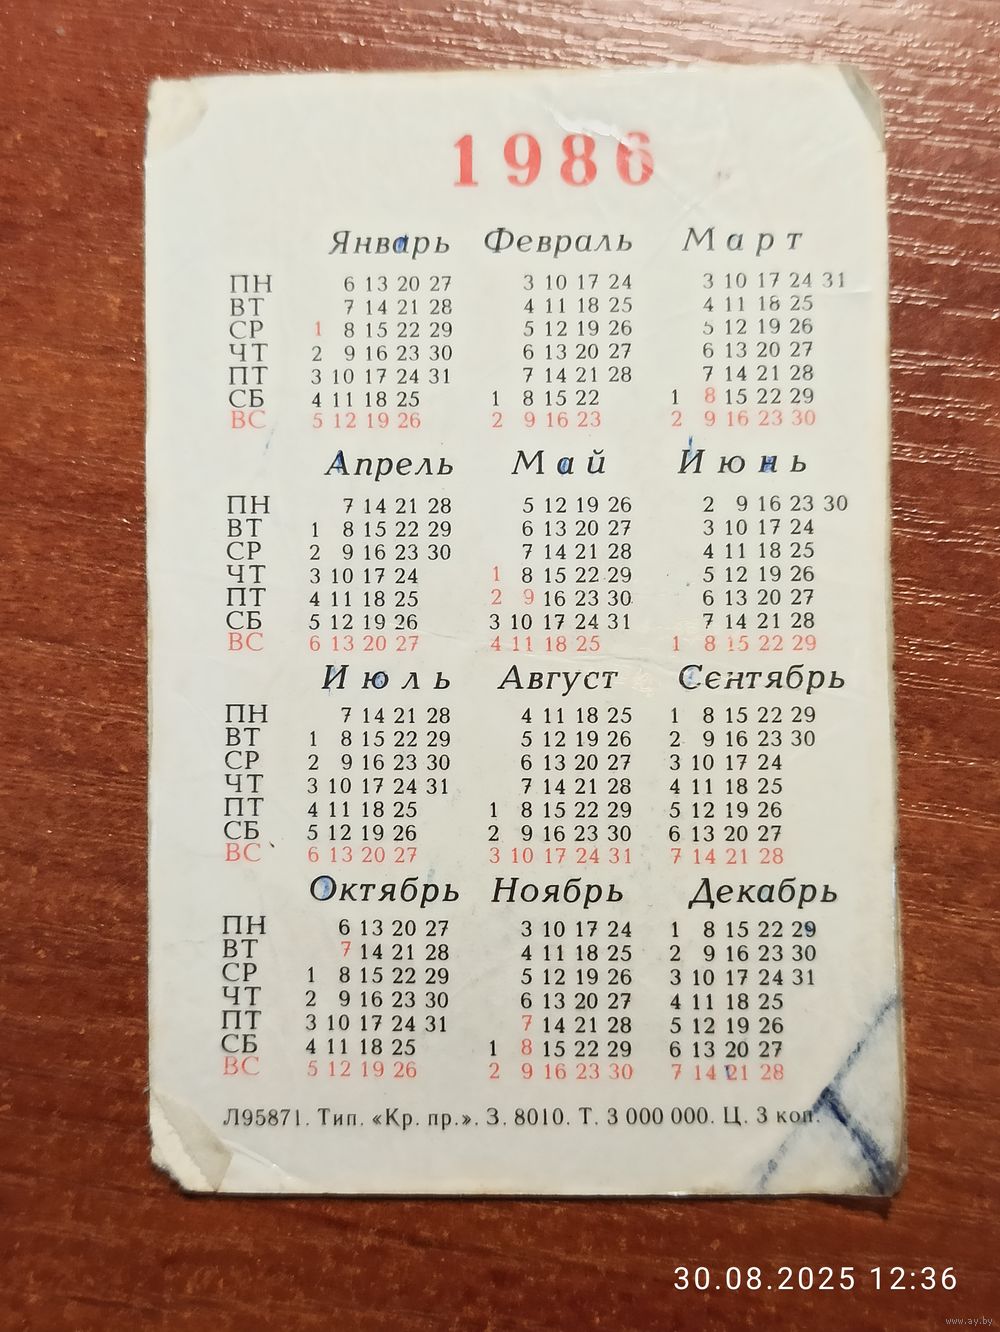 1986
Январь Февраль Март
ПН 6 13 20 27 3 10 17 24 3 10 17 24 31
ВТ 7 14 21 28 4 11 18 25 4 11 18 25
СР 1 8 15 22 29 5 12 19 26 5 12 19 26
ЧТ 2 9 16 23 30 6 13 20 27 6 13 20 27
ПТ 3 10 17 24 31 7 14 21 28 7 14 21 28
СБ 4 11 18 25 1 8 15 22 1 8 15 22 29
ВС 5 12 19 26 2 9 16 23 2 9 16 23 30
Апрель Май Июнь
ПН 7 14 21 28 5 12 19 26 2 9 16 23 30
ВТ 1 8 15 22 29 6 13 20 27 3 10 17 24
СР 2 9 16 23 30 7 14 21 28 4 11 18 25
ЧТ 3 10 17 24 1 8 15 22 29 5 12 19 26
ПТ 4 11 18 25 2 9 16 23 30 6 13 20 27
СБ 5 12 19 26 3 10 17 24 31 7 14 21 28
ВС 6 13 20 27 4 11 18 25 1 8 15 22 29
Июль Август Сентябрь
ПН 7 14 21 28 4 11 18 25 1 8 15 22 29
ВТ 1 8 15 22 29 5 12 19 26 2 9 16 23 30
СР 2 9 16 23 30 6 13 20 27 3 10 17 24
ЧТ 3 10 17 24 31 7 14 21 28 4 11 18 25
ПТ 4 11 18 25 1 8 15 22 29 5 12 19 26
СБ 5 12 19 26 2 9 16 23 30 6 13 20 27
ВС 6 13 20 27 3 10 17 24 31 7 14 21 28
Октябрь Ноябрь Декабрь
ПН 6 13 20 27 3 10 17 24 1 8 15 22 29
ВТ 7 14 21 28 4 11 18 25 2 9 16 23 30
СР 1 8 15 22 29 5 12 19 26 3 10 17 24 31
ЧТ 2 9 16 23 30 6 13 20 27 4 11 18 25
ПТ 3 10 17 24 31 7 14 21 28 5 12 19 26
СБ 4 11 18 25 1 8 15 22 29 6 13 20 27
ВС 5 12 19 26 2 9 16 23 30 7 14 21 28
Л95871. Тип. «Кр. пр.». З. 8010. Т. 3 000 000. Ц. 3 коп.
30.08.2025 12:36
www.ay.by